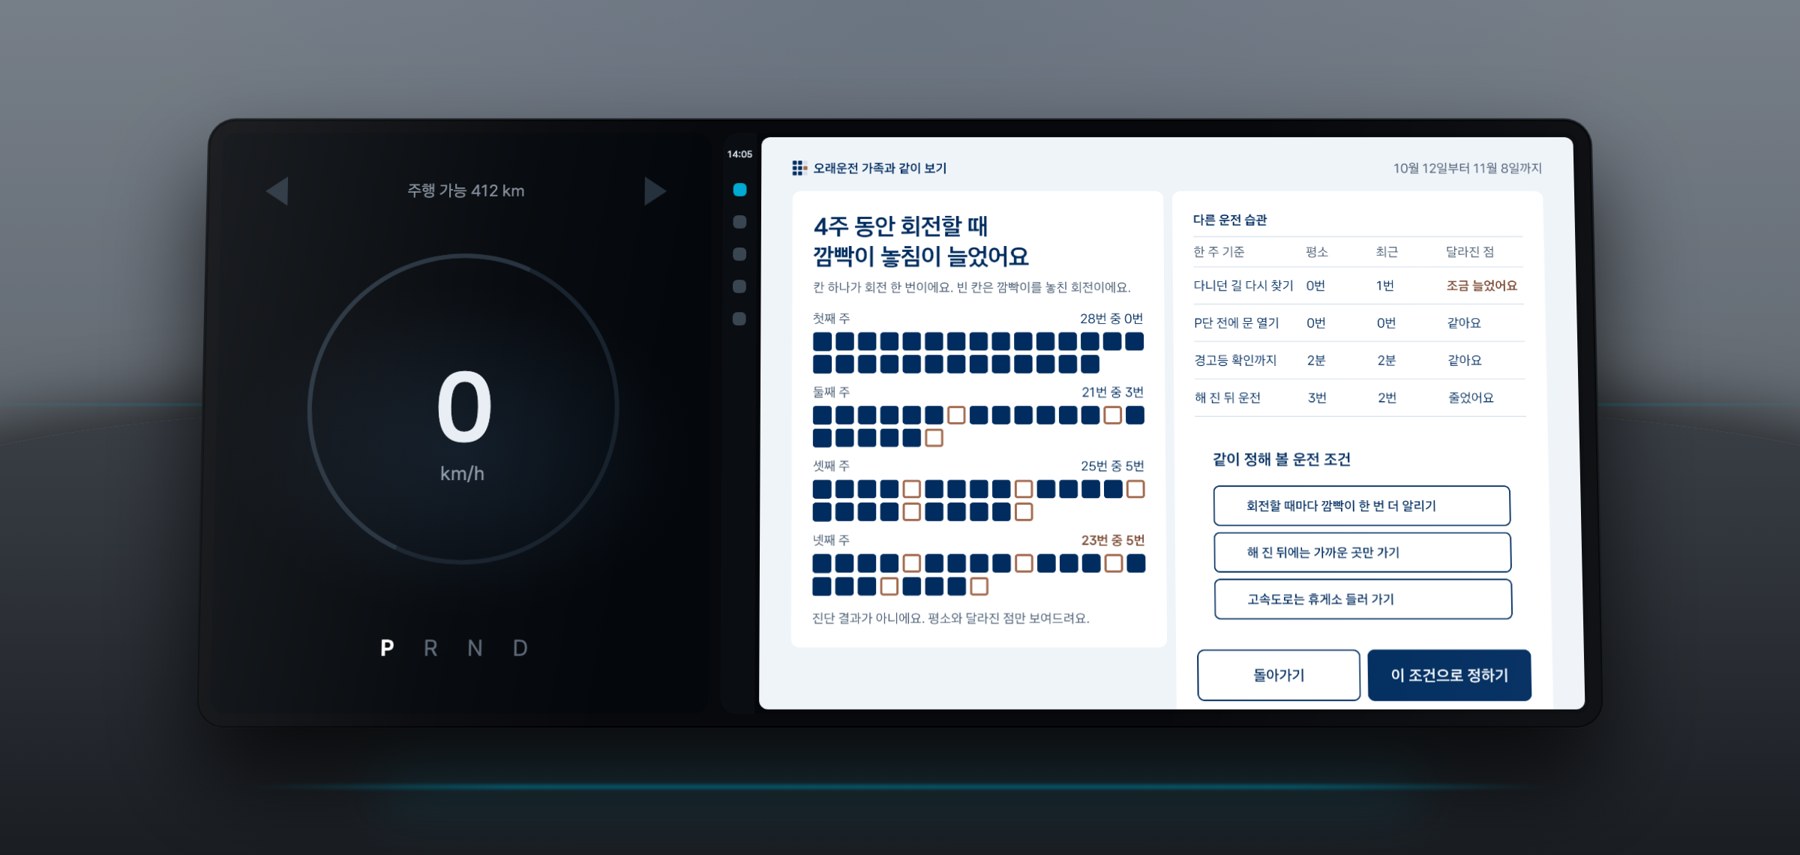 주행 가능 412 km
0
km/h
P R N D
14:05
오래운전 가족과 같이 보기
10월 12일부터 11월 8일까지
4주 동안 회전할 때
깜빡이 놓침이 늘었어요
칸 하나가 회전 한 번이에요. 빈 칸은 깜빡이를 놓친 회전이에요.
첫째 주 28번 중 0번
둘째 주 21번 중 3번
셋째 주 25번 중 5번
넷째 주 23번 중 5번
진단 결과가 아니에요. 평소와 달라진 점만 보여드려요.
다른 운전 습관
한 주 기준 평소 최근 달라진 점
다니던 길 다시 찾기 0번 1번 조금 늘었어요
P단 전에 문 열기 0번 0번 같아요
경고등 확인까지 2분 2분 같아요
해 진 뒤 운전 3번 2번 줄었어요
같이 정해 볼 운전 조건
회전할 때마다 깜빡이 한 번 더 알리기
해 진 뒤에는 가까운 곳만 가기
고속도로는 휴게소 들러 가기
돌아가기
이 조건으로 정하기